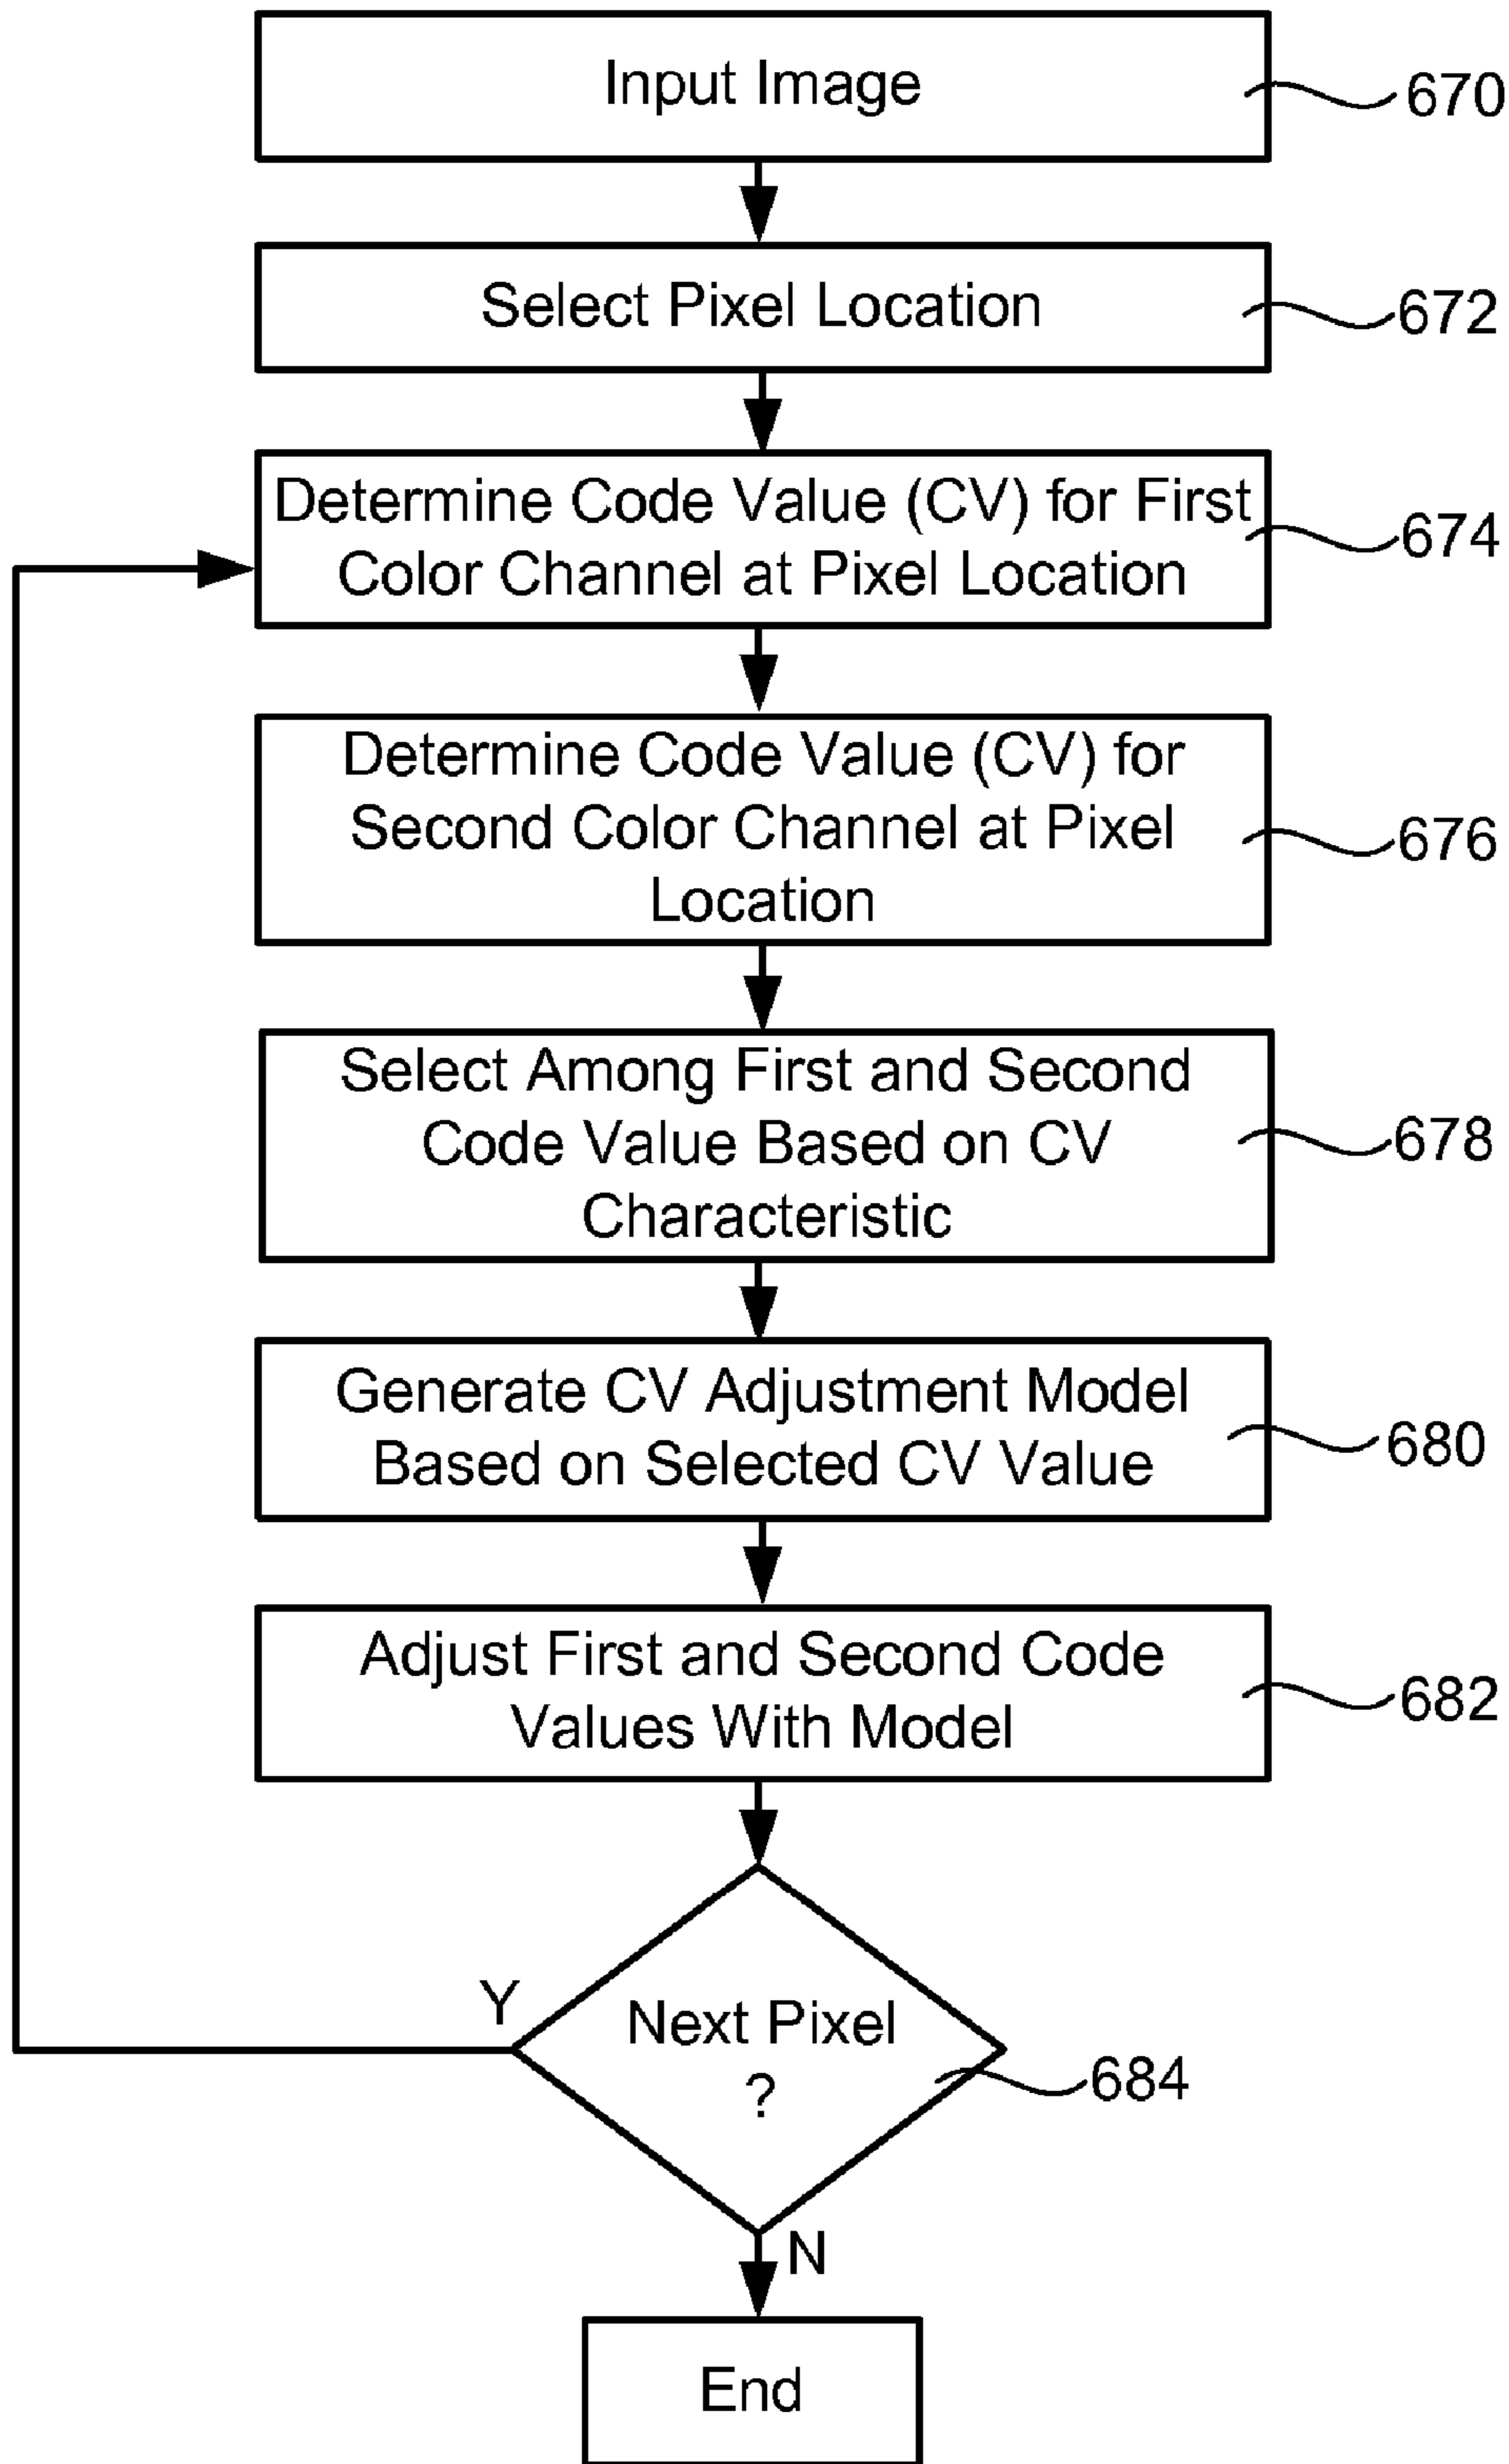 Input Image
670
Select Pixel Location
672
Determine Code Value (CV) for First
Color Channel at Pixel Location
674
Determine Code Value (CV) for
Second Color Channel at Pixel
Location
676
Select Among First and Second
Code Value Based on CV
Characteristic
678
Generate CV Adjustment Model
Based on Selected CV Value
680
Adjust First and Second Code
Values With Model
682
Y
Next Pixel
?
684
N
End